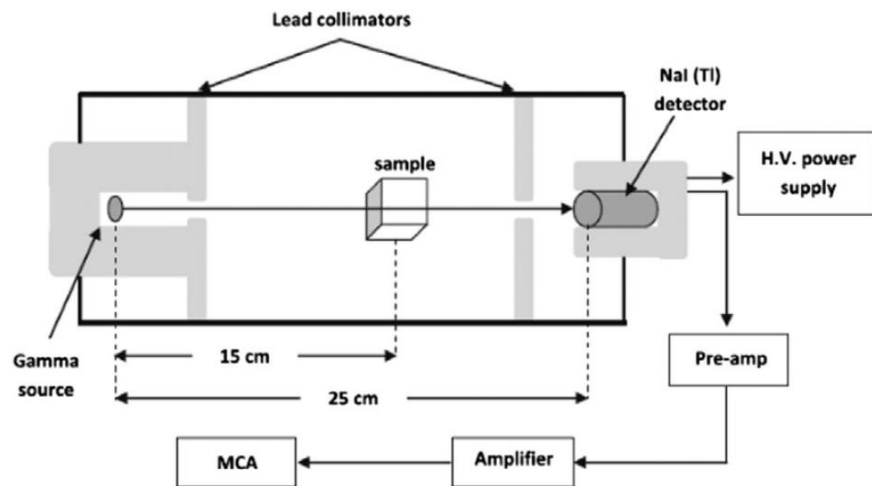 Lead collimators
NaI (Tl)
detector
H.V. power
supply
sample
Gamma
source
15 cm
25 cm
Pre-amp
Amplifier
MCA